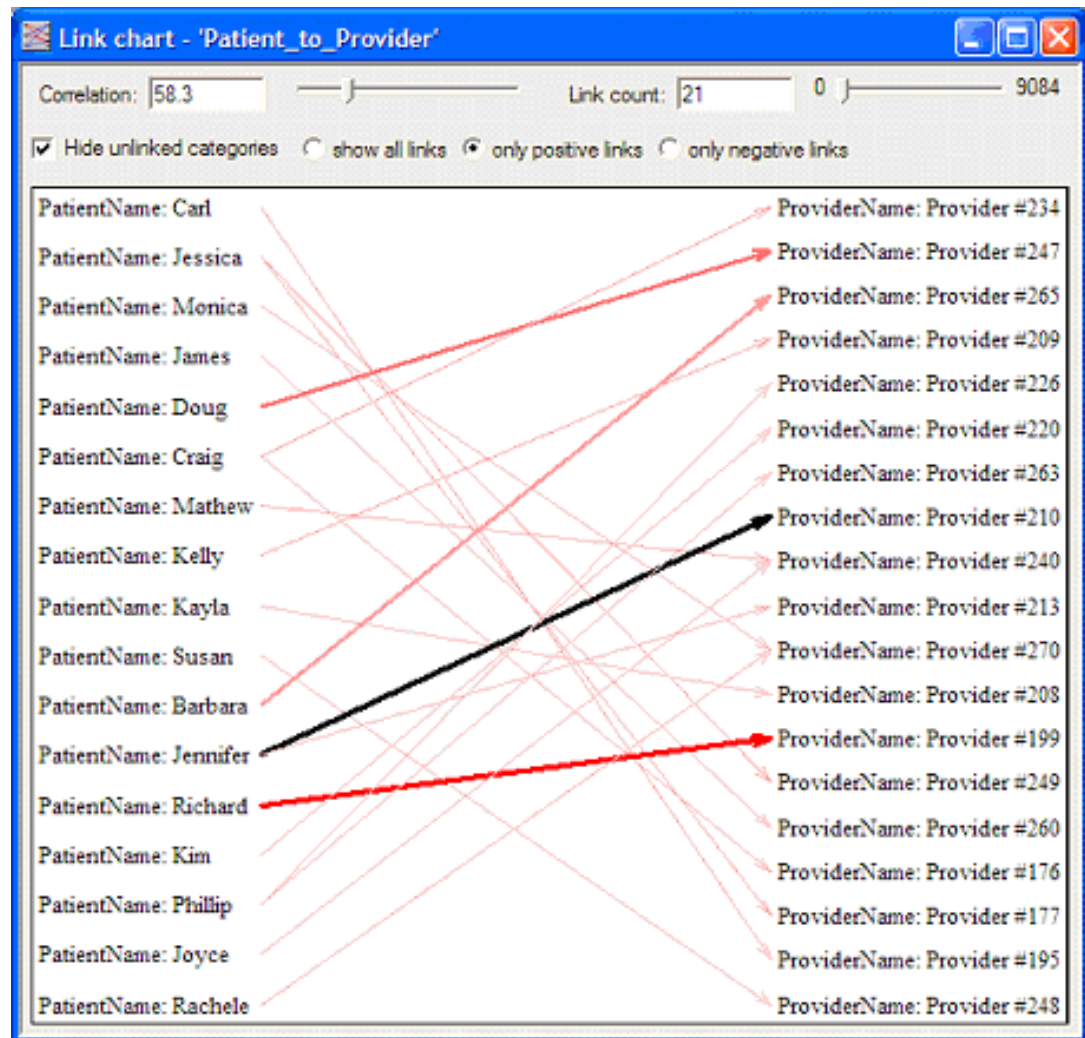 Link chart - 'Patient_to_Provider'
Correlation: 58.3 Link count: 21 0 9084
Hide unlinked categories show all links only positive links only negative links
PatientName: Carl
PatientName: Jessica
PatientName: Monica
PatientName: James
PatientName: Doug
PatientName: Craig
PatientName: Mathew
PatientName: Kelly
PatientName: Kayla
PatientName: Susan
PatientName: Barbara
PatientName: Jennifer
PatientName: Richard
PatientName: Kim
PatientName: Phillip
PatientName: Joyce
PatientName: Rachele
ProviderName: Provider #234
ProviderName: Provider #247
ProviderName: Provider #265
ProviderName: Provider #209
ProviderName: Provider #226
ProviderName: Provider #220
ProviderName: Provider #263
ProviderName: Provider #210
ProviderName: Provider #240
ProviderName: Provider #213
ProviderName: Provider #270
ProviderName: Provider #208
ProviderName: Provider #199
ProviderName: Provider #249
ProviderName: Provider #260
ProviderName: Provider #176
ProviderName: Provider #177
ProviderName: Provider #195
ProviderName: Provider #248